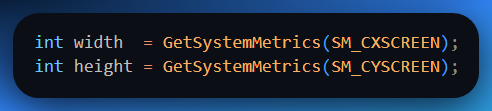 int width  = GetSystemMetrics(SM_CXSCREEN);
int height = GetSystemMetrics(SM_CYSCREEN);